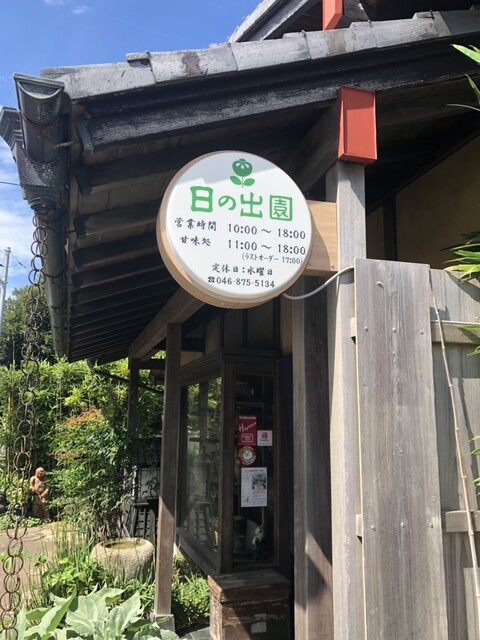 日の出園
営業時間 10:00～18:00
甘味処 11:00～18:00
(ラストオーダー 17:00)
定休日：水曜日
☎046-875-5134